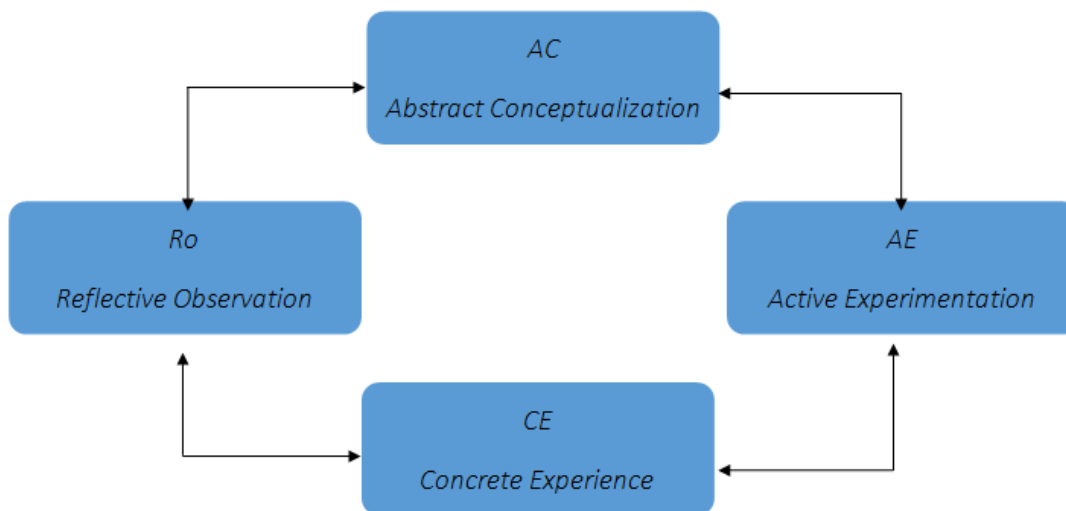 AC
Abstract Conceptualization
Ro
Reflective Observation
AE
Active Experimentation
CE
Concrete Experience